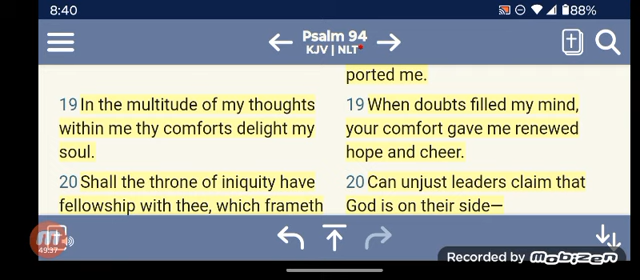 8:40
88%
Psalm 94
KJV | NLT
ported me.
19 In the multitude of my thoughts
within me thy comforts delight my
soul.
20 Shall the throne of iniquity have
fellowship with thee, which frameth
19 When doubts filled my mind,
your comfort gave me renewed
hope and cheer.
20 Can unjust leaders claim that
God is on their side—
49:37
Recorded by Mobizen